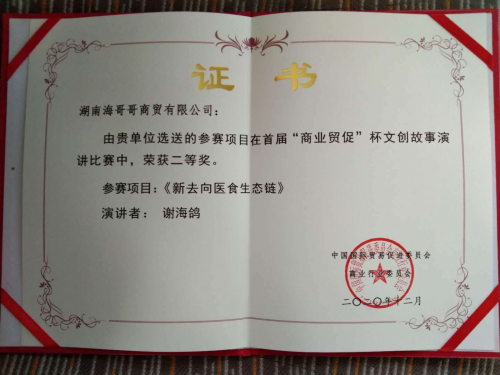 证书
湖南海哥哥商贸有限公司：
由贵单位选送的参赛项目在首届“商业贸促”杯文创故事演
讲比赛中，荣获二等奖。
参赛项目：《新去向医食生态链》
演讲者： 谢海鸽
中国国际贸易促进委员会
商业行业委员会
二〇二〇年十二月